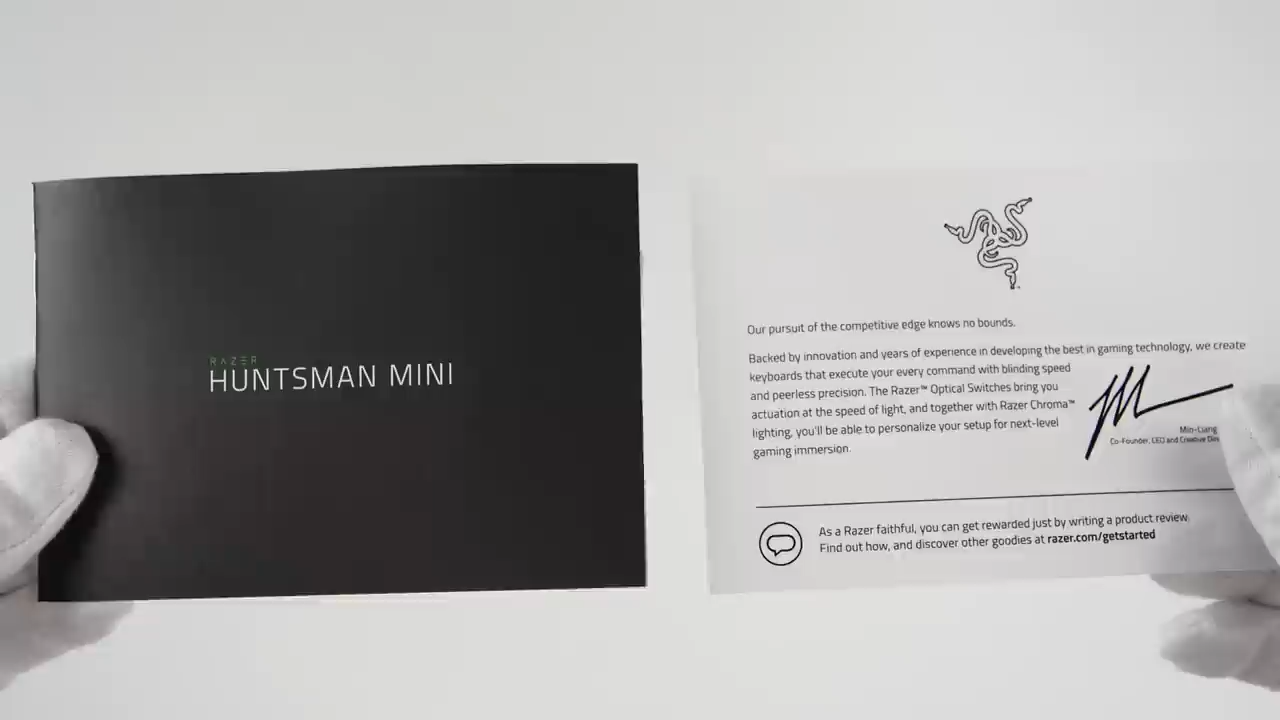 RAZER
HUNTSMAN MINI
Our pursuit of the competitive edge knows no bounds.
Backed by innovation and years of experience in developing the best in gaming technology, we create
keyboards that execute your every command with blinding speed
and peerless precision. The Razer™ Optical Switches bring you
actuation at the speed of light, and together with Razer Chroma™
lighting, you'll be able to personalize your setup for next-level
gaming immersion.
Min-Liang
Co-Founder, CEO and Creative
As a Razer faithful, you can get rewarded just by writing a product review.
Find out how, and discover other goodies at razer.com/getstarted